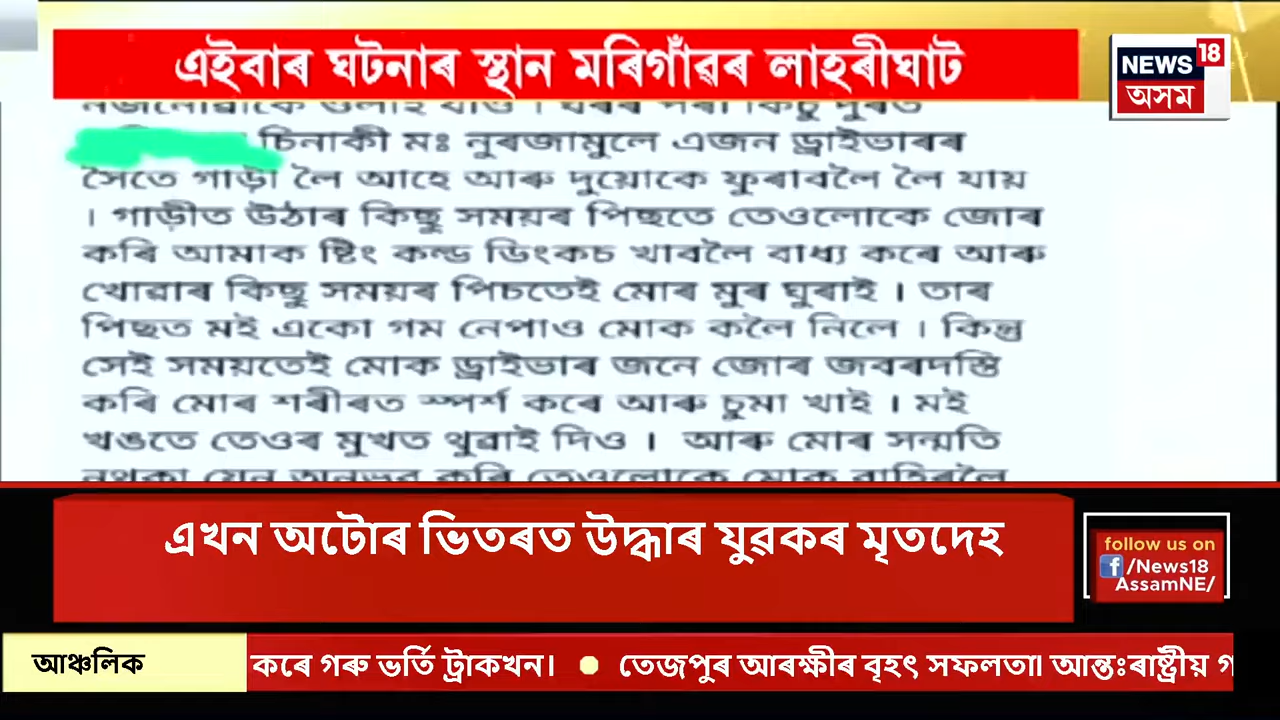 এইবাৰ ঘটনাৰ স্থান মৰিগাঁৱৰ লাহৰীঘাট
NEWS 18
অসম
চিনাকী মঃ নুৰজামুলে এজন ড্ৰাইভাৰৰ
সৈতে গাড়ী লৈ আহে আৰু দুয়োকে ফুৰাবলৈ লৈ যায়
। গাড়ীত উঠাৰ কিছু সময়ৰ পিছতে তেওলোকে জোৰ
কৰি আমাক ষ্টিং কল্ড ডিংকচ খাবলৈ বাধ্য কৰে আৰু
খোৱাৰ কিছু সময়ৰ পিচতেই মোৰ মুৰ ঘুৰাই । তাৰ
পিছত মই একো গম নেপাও মোক কলৈ নিলে । কিন্তু
সেই সময়তেই মোক ড্ৰাইভাৰ জনে জোৰ জবৰদস্তি
কৰি মোৰ শৰীৰত স্পৰ্শ কৰে আৰু চুমা খাই । মই
খঙতে তেওৰ মুখত থুৱাই দিও । আৰু মোৰ সন্মতি
এখন অটোৰ ভিতৰত উদ্ধাৰ যুৱকৰ মৃতদেহ
follow us on
f/News18
AssamNE/
আঞ্চলিক
কৰে গৰু ভৰ্তি ট্ৰাকখন। ● তেজপুৰ আৰক্ষীৰ বৃহৎ সফলতা। আন্তঃৰাষ্ট্ৰীয় গ